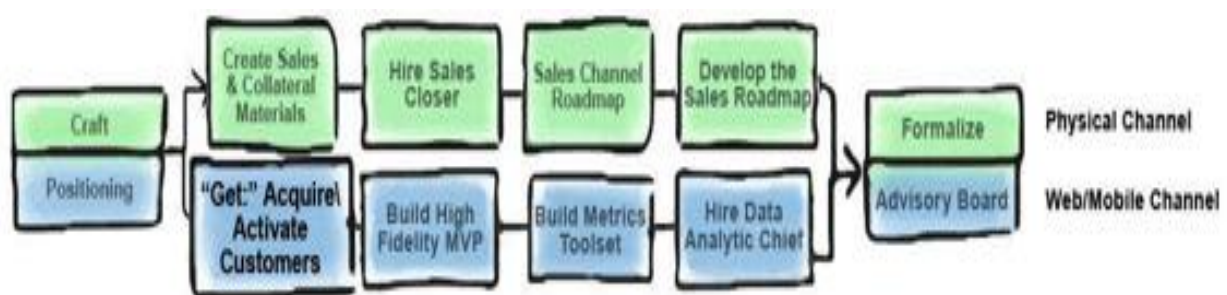 Craft
Positioning
Create Sales
& Collateral
Materials
Hire Sales
Closer
Sales Channel
Roadmap
Develop the
Sales Roadmap
"Get:" Acquire\
Activate
Customers
Build High
Fidelity MVP
Build Metrics
Toolset
Hire Data
Analytic Chief
Formalize
Advisory Board
Physical Channel
Web/Mobile Channel